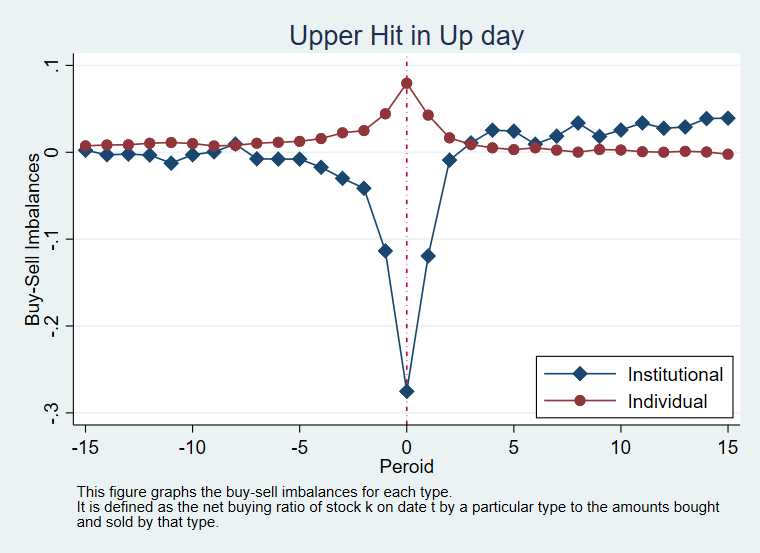 Upper Hit in Up day
Buy-Sell Imbalances
.1
0
-.1
-.2
-.3
-15
-10
-5
0
5
10
15
Peroid
Institutional
Individual
This figure graphs the buy-sell imbalances for each type.
It is defined as the net buying ratio of stock k on date t by a particular type to the amounts bought
and sold by that type.